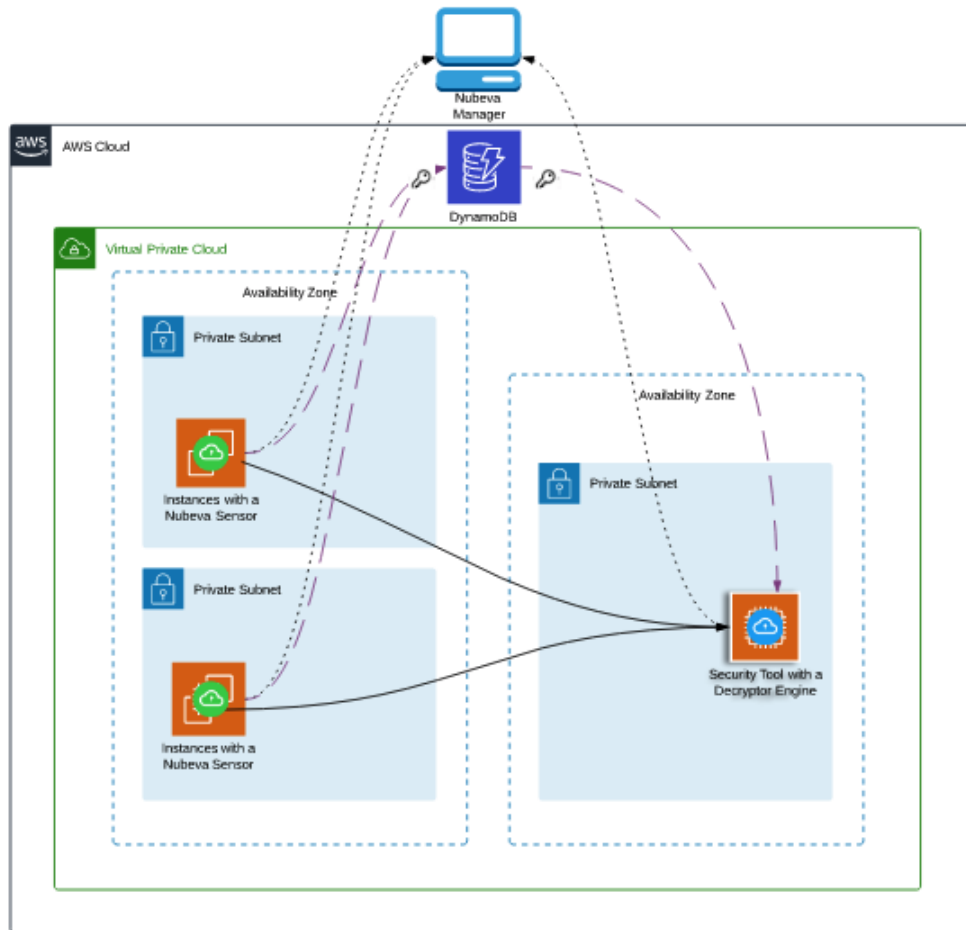 Nubeva
Manager
aws
AWS Cloud
DynamoDB
Virtual Private Cloud
Availability Zone
Private Subnet
Instances with a
Nubeva Sensor
Private Subnet
Instances with a
Nubeva Sensor
Availability Zone
Private Subnet
Security Tool with a
Decryptor Engine